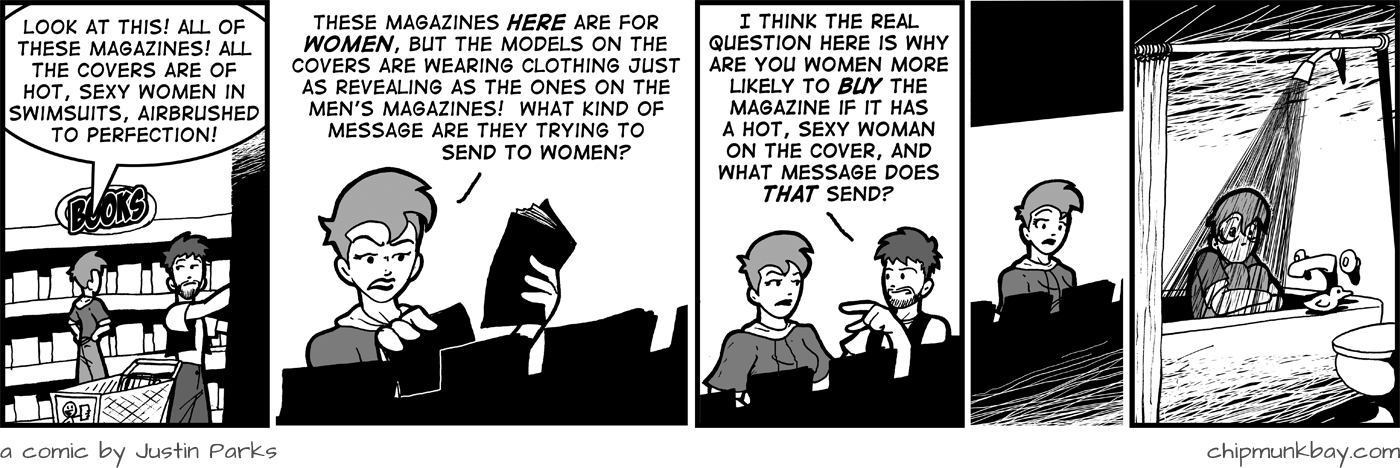 LOOK AT THIS! ALL OF
THESE MAGAZINES! ALL
THE COVERS ARE OF
HOT, SEXY WOMEN IN
SWIMSUITS, AIRBRUSHED
TO PERFECTION!
BOOKS
THESE MAGAZINES HERE ARE FOR
WOMEN, BUT THE MODELS ON THE
COVERS ARE WEARING CLOTHING JUST
AS REVEALING AS THE ONES ON THE
MEN'S MAGAZINES! WHAT KIND OF
MESSAGE ARE THEY TRYING TO
SEND TO WOMEN?
I THINK THE REAL
QUESTION HERE IS WHY
ARE YOU WOMEN MORE
LIKELY TO BUY THE
MAGAZINE IF IT HAS
A HOT, SEXY WOMAN
ON THE COVER, AND
WHAT MESSAGE DOES
THAT SEND?
a comic by Justin Parks
chipmunkbay.com